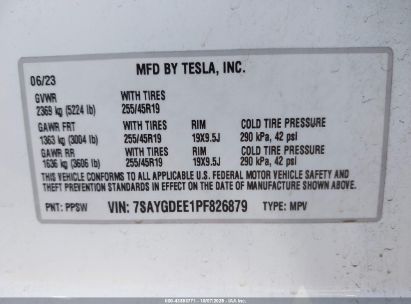 MFD BY TESLA, INC.
06/23
GVWR WITH TIRES
2369 kg (5224 lb) 255/45R19
GAWR FRT WITH TIRES RIM COLD TIRE PRESSURE
1363 kg (3004 lb) 255/45R19 19X9.5J 290 kPa, 42 psi
GAWR RR WITH TIRES RIM COLD TIRE PRESSURE
1636 kg (3606 lb) 255/45R19 19X9.5J 290 kPa, 42 psi
THIS VEHICLE CONFORMS TO ALL APPLICABLE U.S. FEDERAL MOTOR VEHICLE SAFETY AND
THEFT PREVENTION STANDARDS IN EFFECT ON THE DATE OF MANUFACTURE SHOWN ABOVE.
PNT: PPSW VIN: 7SAYGDEE1PF826879 TYPE: MPV